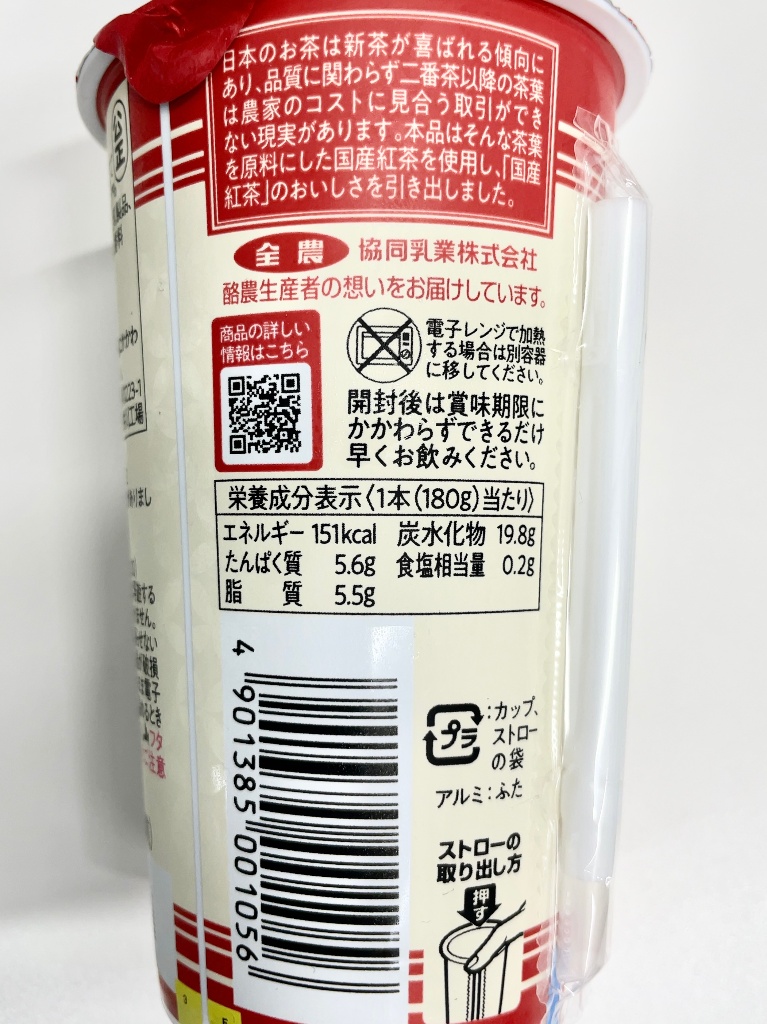 日本のお茶は新茶が喜ばれる傾向に
あり、品質に関わらず二番茶以降の茶葉
は農家のコストに見合う取引ができ
ない現実があります。本品はそんな茶葉
を原料にした国産紅茶を使用し、「国産
紅茶」のおいしさを引き出しました。
全農 協同乳業株式会社
酪農生産者の想いをお届けしています。
商品の詳しい
情報はこちら
電子レンジで加熱
する場合は別容器
に移してください。
開封後は賞味期限に
かかわらずできるだけ
早くお飲みください。
栄養成分表示〈1本(180g)当たり〉
エネルギー 151kcal 炭水化物 19.8g
たんぱく質 5.6g 食塩相当量 0.2g
脂質 5.5g
4 901385 001056
プラ :カップ、
ストロー
の袋
アルミ:ふた
ストローの
取り出し方
押す
公正